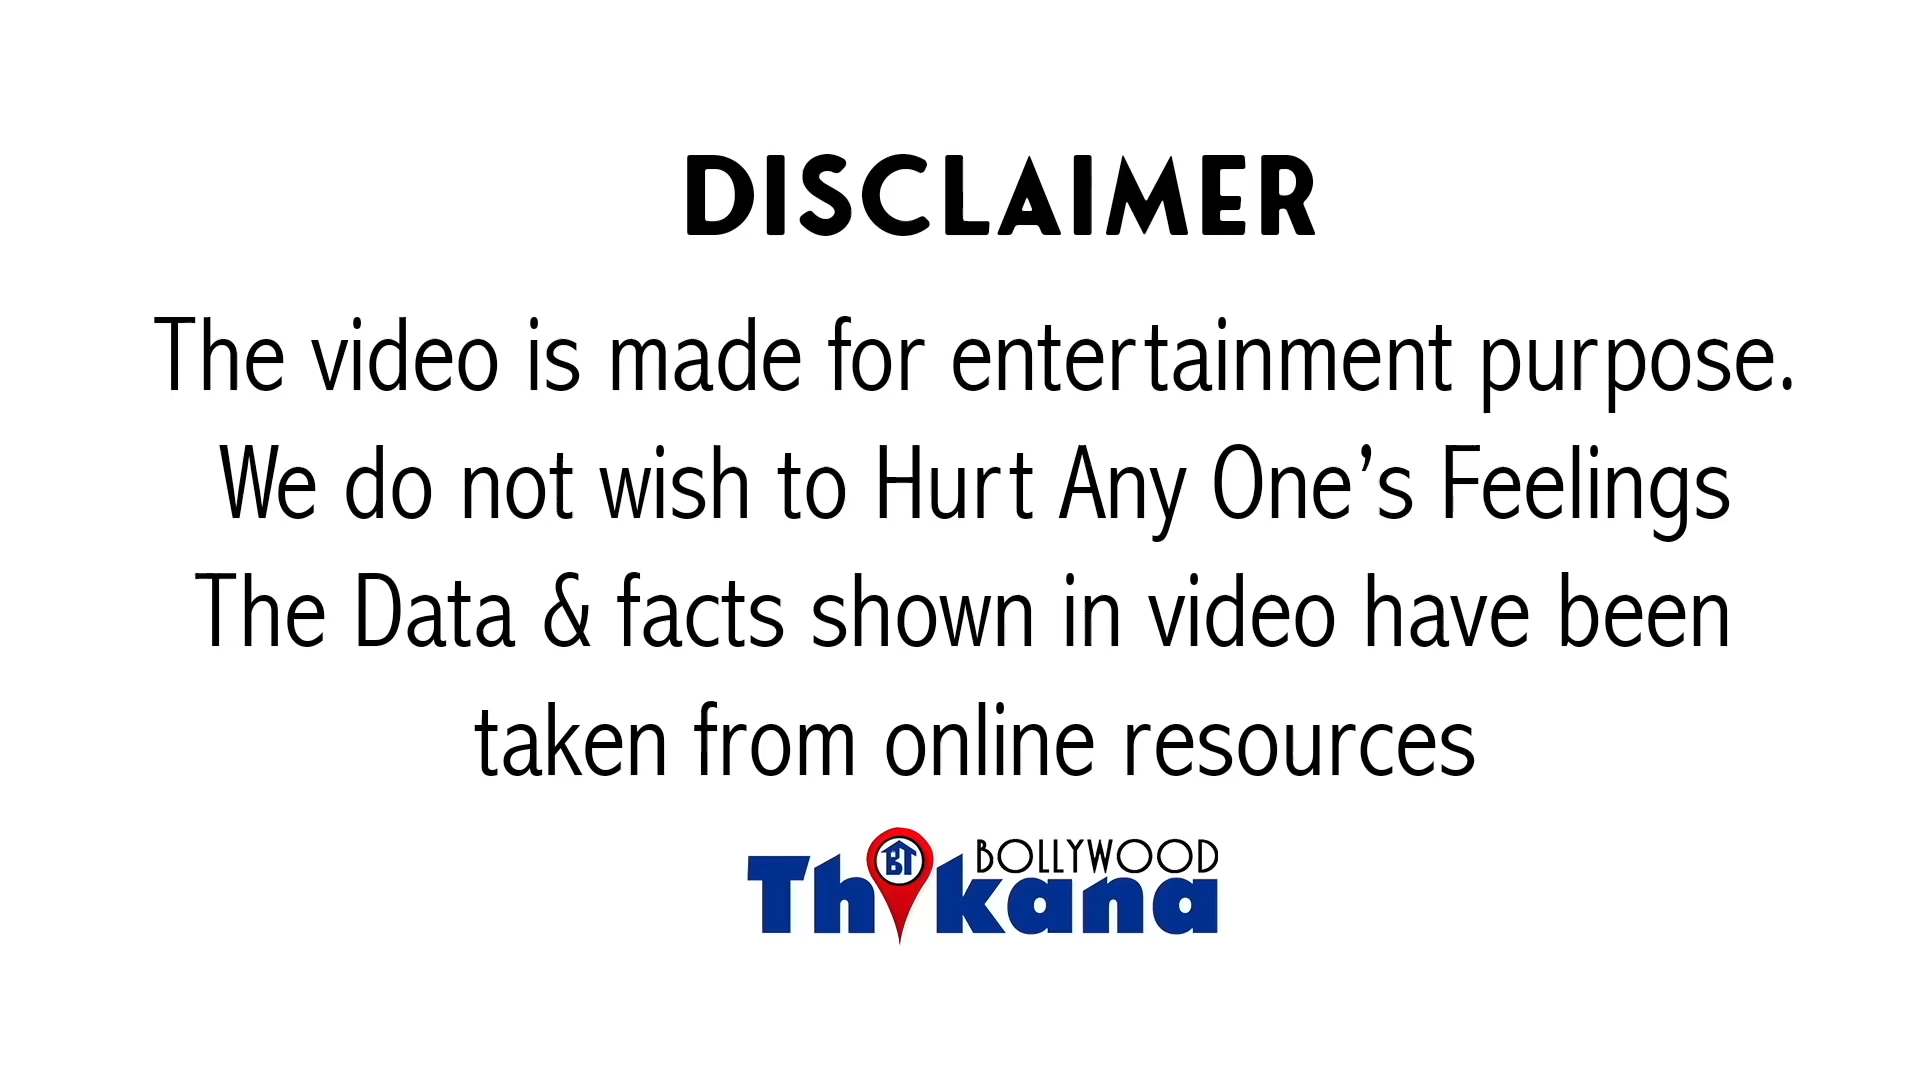 DISCLAIMER
The video is made for entertainment purpose.
We do not wish to Hurt Any One’s Feelings
The Data & facts shown in video have been
taken from online resources
BT
BOLLYWOOD
Thikana